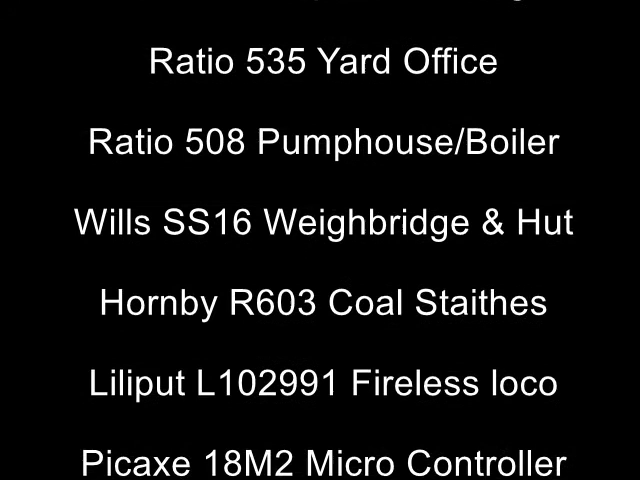 Ratio 535 Yard Office
Ratio 508 Pumphouse/Boiler
Wills SS16 Weighbridge & Hut
Hornby R603 Coal Staithes
Liliput L102991 Fireless loco
Picaxe 18M2 Micro Controller